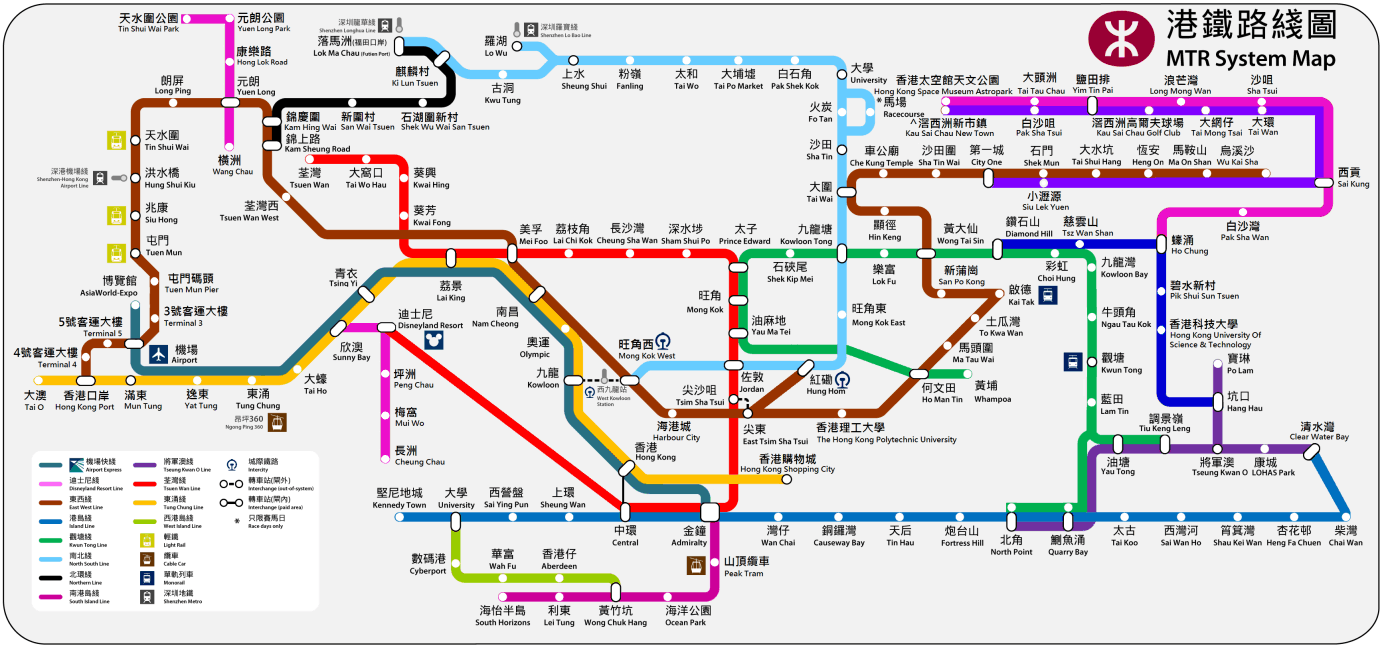 港鐵路綫圖
MTR System Map
天水圍公園
Tin Shui Wai Park
元朗公園
Yuen Long Park
康樂路
Hong Lok Road
朗屏
Long Ping
元朗
Yuen Long
橫洲
Wang Chau
天水圍
Tin Shui Wai
深港機場綫
Shenzhen-Hong Kong
Airport Line
洪水橋
Hung Shui Kiu
兆康
Siu Hong
屯門
Tuen Mun
屯門碼頭
Tuen Mun Pier
博覽館
AsiaWorld-Expo
3號客運大樓
Terminal 3
5號客運大樓
Terminal 5
4號客運大樓
Terminal 4
機場
Airport
大澳
Tai O
香港口岸
Hong Kong Port
滿東
Mun Tung
逸東
Yat Tung
東涌
Tung Chung
昂坪360
Ngong Ping 360
大蠔
Tai Ho
深圳龍華綫
Shenzhen Longhua Line
落馬洲(福田口岸)
Lok Ma Chau (Futien Port)
深圳羅寶綫
Shenzhen Lo Bao Line
羅湖
Lo Wu
麒麟村
Ki Lun Tsuen
古洞
Kwu Tung
上水
Sheung Shui
粉嶺
Fanling
太和
Tai Wo
大埔墟
Tai Po Market
白石角
Pak Shek Kok
大學
University
錦慶圍
Kam Hing Wai
錦上路
Kam Sheung Road
新圍村
San Wai Tsuen
石湖圍新村
Shek Wu Wai San Tsuen
荃灣
Tsuen Wan
大窩口
Tai Wo Hau
葵興
Kwai Hing
葵芳
Kwai Fong
荃灣西
Tsuen Wan West
火炭
Fo Tan
*馬場
Racecourse
沙田
Sha Tin
大圍
Tai Wai
香港太空館天文公園
Hong Kong Space Museum Astropark
大頭洲
Tai Tau Chau
鹽田排
Yim Tin Pai
浪茫灣
Long Mong Wan
沙咀
Sha Tsui
^滘西洲新市鎮
Kau Sai Chau New Town
白沙咀
Pak Sha Tsui
滘西洲高爾夫球場
Kau Sai Chau Golf Club
大網仔
Tai Mong Tsai
大環
Tai Wan
車公廟
Che Kung Temple
沙田圍
Sha Tin Wai
第一城
City One
石門
Shek Mun
大水坑
Tai Shui Hang
恆安
Heng On
馬鞍山
Ma On Shan
烏溪沙
Wu Kai Sha
小瀝源
Siu Lek Yuen
西貢
Sai Kung
白沙灣
Pak Sha Wan
蠔涌
Ho Chung
碧水新村
Pik Shui Sun Tsuen
香港科技大學
Hong Kong University Of
Science & Technology
美孚
Mei Foo
荔枝角
Lai Chi Kok
長沙灣
Cheung Sha Wan
深水埗
Sham Shui Po
太子
Prince Edward
九龍塘
Kowloon Tong
石硤尾
Shek Kip Mei
顯徑
Hin Keng
黃大仙
Wong Tai Sin
鑽石山
Diamond Hill
慈雲山
Tsz Wan Shan
樂富
Lok Fu
新蒲崗
San Po Kong
啟德
Kai Tak
彩虹
Choi Hung
九龍灣
Kowloon Bay
牛頭角
Ngau Tau Kok
觀塘
Kwun Tong
藍田
Lam Tin
青衣
Tsing Yi
荔景
Lai King
南昌
Nam Cheong
旺角
Mong Kok
油麻地
Yau Ma Tei
旺角東
Mong Kok East
土瓜灣
To Kwa Wan
馬頭圍
Ma Tau Wai
欣澳
Sunny Bay
迪士尼
Disneyland Resort
坪洲
Peng Chau
梅窩
Mui Wo
長洲
Cheung Chau
奧運
Olympic
九龍
Kowloon
旺角西
Mong Kok West
西九龍站
West Kowloon
Station
佐敦
Jordan
尖沙咀
Tsim Sha Tsui
紅磡
Hung Hom
何文田
Ho Man Tin
黃埔
Whampoa
海港城
Harbour City
尖東
East Tsim Sha Tsui
香港理工大學
The Hong Kong Polytechnic University
寶琳
Po Lam
坑口
Hang Hau
調景嶺
Tiu Keng Leng
油塘
Yau Tong
將軍澳
Tseung Kwan O
康城
LOHAS Park
清水灣
Clear Water Bay
香港
Hong Kong
香港購物城
Hong Kong Shopping City
堅尼地城
Kennedy Town
大學
University
西營盤
Sai Ying Pun
上環
Sheung Wan
中環
Central
金鐘
Admiralty
灣仔
Wan Chai
銅鑼灣
Causeway Bay
天后
Tin Hau
炮台山
Fortress Hill
北角
North Point
鰂魚涌
Quarry Bay
太古
Tai Koo
西灣河
Sai Wan Ho
筲箕灣
Shau Kei Wan
杏花邨
Heng Fa Chuen
柴灣
Chai Wan
數碼港
Cyberport
華富
Wah Fu
香港仔
Aberdeen
山頂纜車
Peak Tram
海怡半島
South Horizons
利東
Lei Tung
黃竹坑
Wong Chuk Hang
海洋公園
Ocean Park
機場快綫
Airport Express
迪士尼綫
Disneyland Resort Line
東西綫
East West Line
港島綫
Island Line
觀塘綫
Kwun Tong Line
南北綫
North South Line
北環綫
Northern Line
南港島綫
South Island Line
將軍澳綫
Tseung Kwan O Line
荃灣綫
Tsuen Wan Line
東涌綫
Tung Chung Line
西港島綫
West Island Line
輕鐵
Light Rail
纜車
Cable Car
單軌列車
Monorail
深圳地鐵
Shenzhen Metro
城際鐵路
Intercity
轉車站(閘外)
Interchange (out-of-system)
轉車站(閘內)
Interchange (paid area)
* 只限賽馬日
Race days only